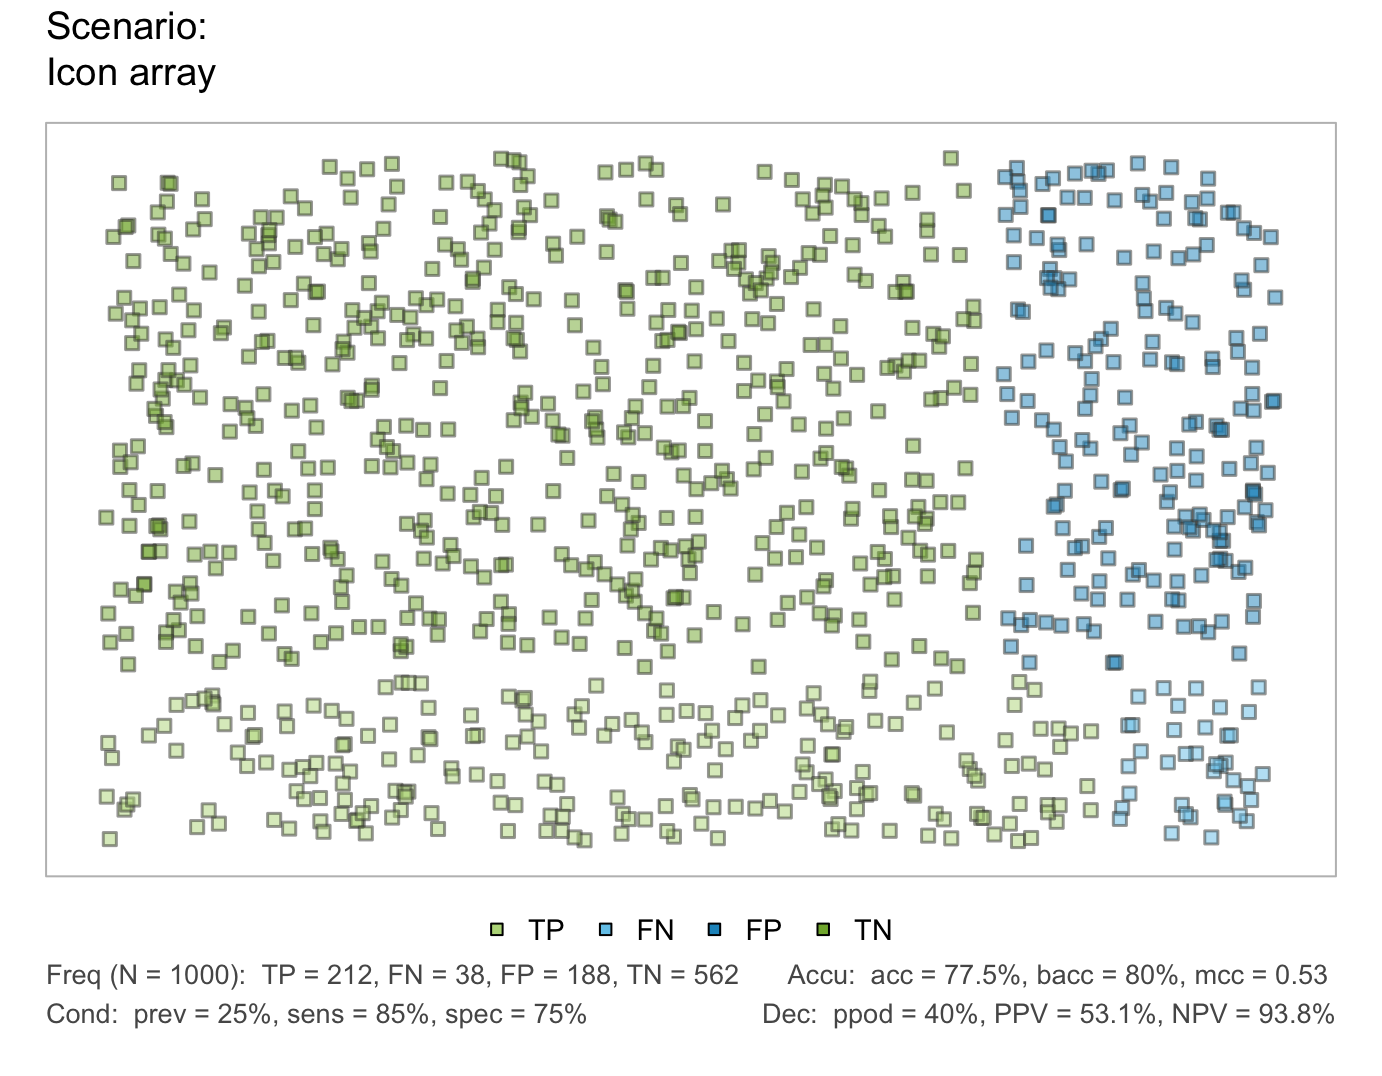 Scenario:
Icon array
TP FN FP TN
Freq (N = 1000): TP = 212, FN = 38, FP = 188, TN = 562 Accu: acc = 77.5%, bacc = 80%, mcc = 0.53
Cond: prev = 25%, sens = 85%, spec = 75% Dec: ppod = 40%, PPV = 53.1%, NPV = 93.8%